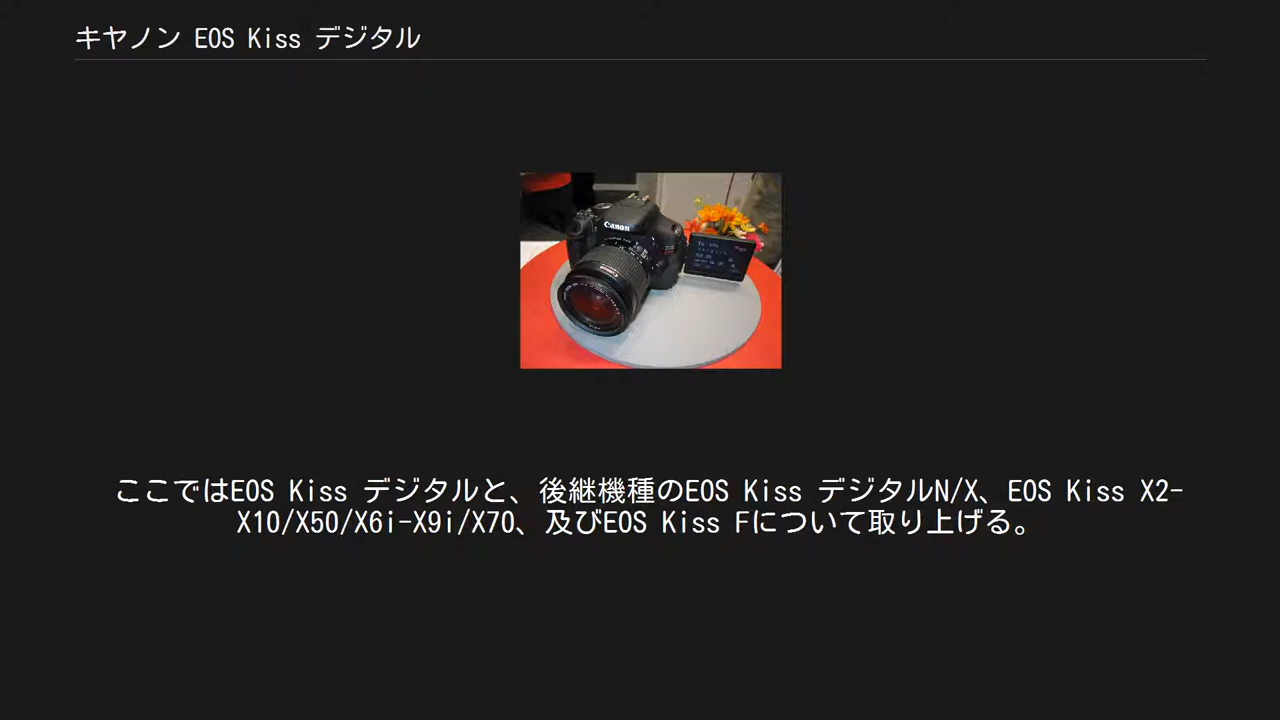 キヤノン EOS Kiss デジタル
Canon
ここではEOS Kiss デジタルと、後継機種のEOS Kiss デジタルN/X、EOS Kiss X2-
X10/X50/X6i-X9i/X70、及びEOS Kiss Fについて取り上げる。